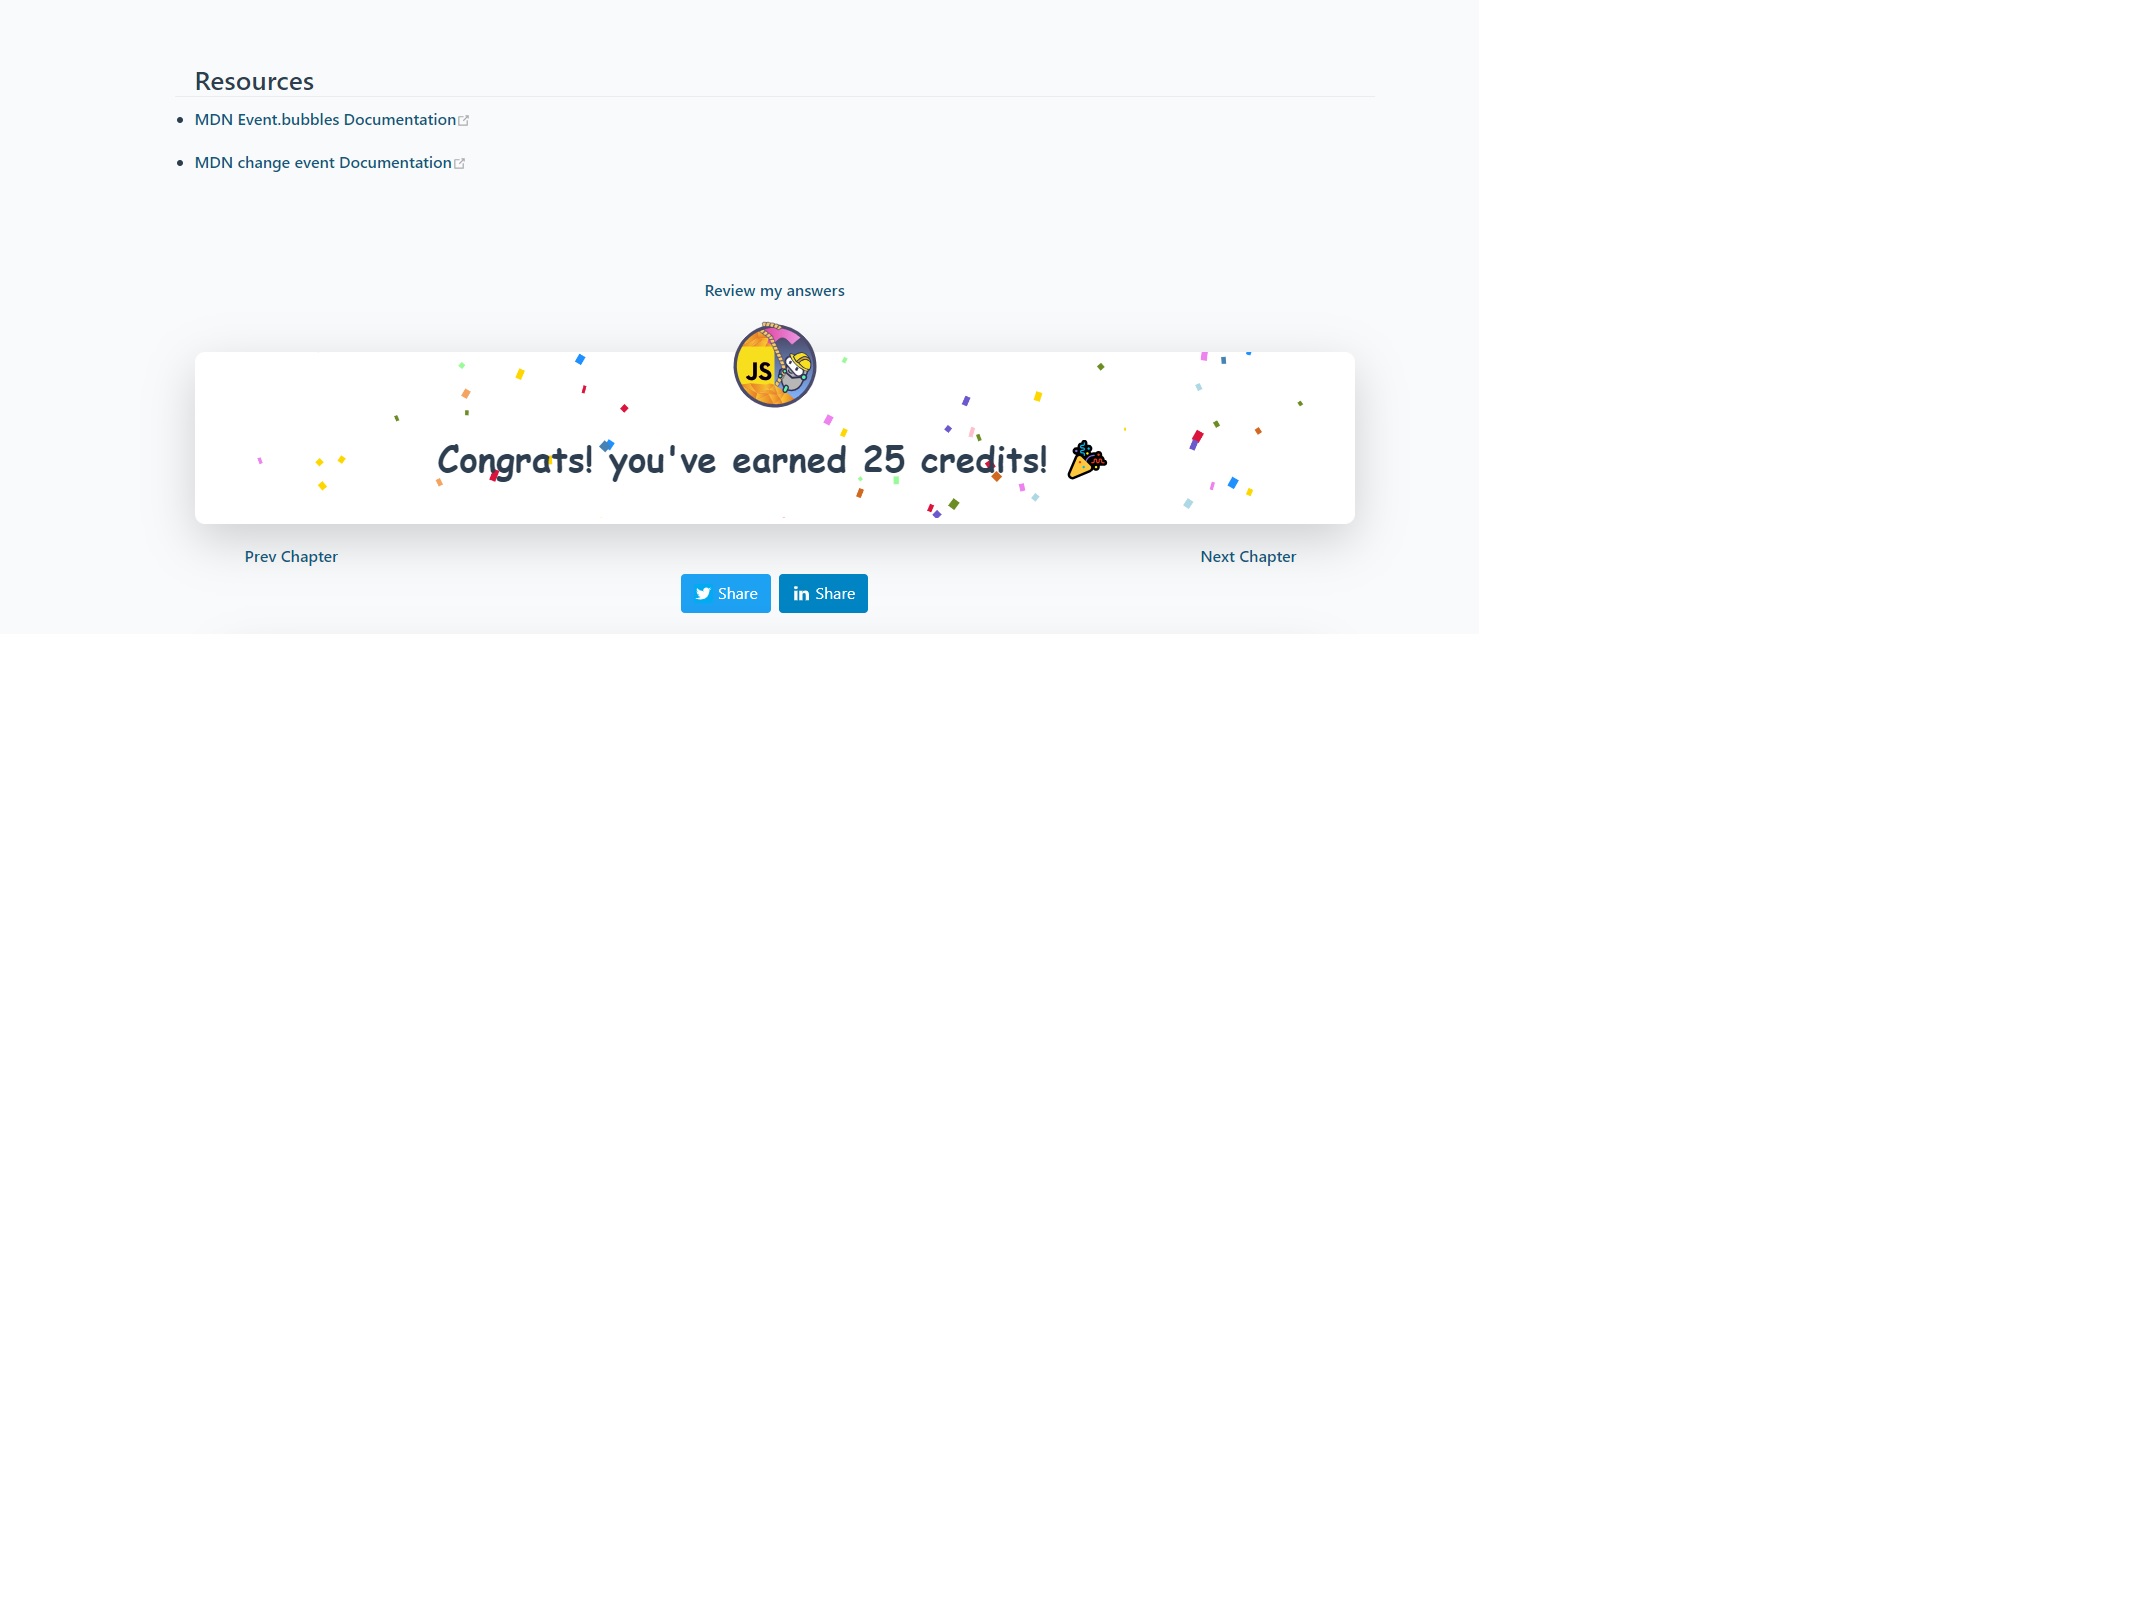 Resources
MDN Event.bubbles Documentation
MDN change event Documentation
Review my answers
JS
Congrats! you've earned 25 credits!
Prev Chapter
Next Chapter
Share
Share